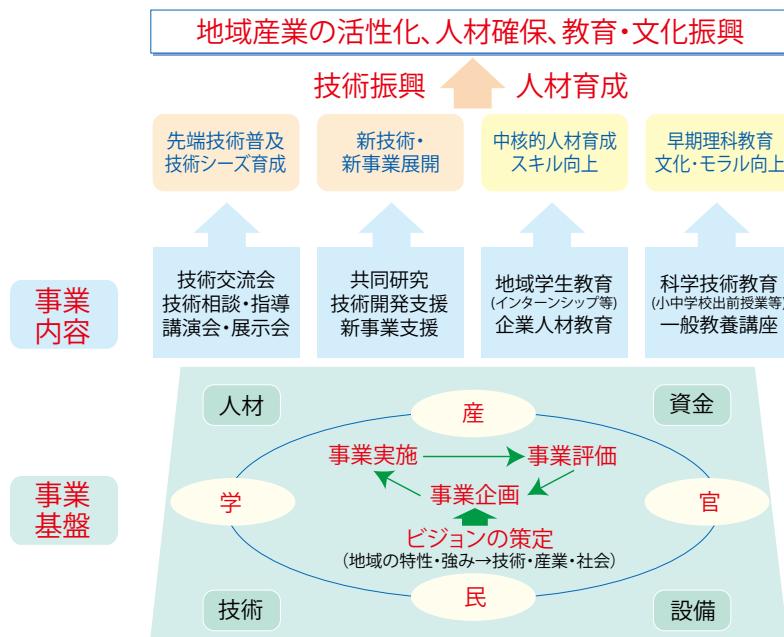 地域産業の活性化、人材確保、教育・文化振興
技術振興
人材育成
先端技術普及
技術シーズ育成
新技術・
新事業展開
中核的人材育成
スキル向上
早期理科教育
文化・モラル向上
事業
内容
技術交流会
技術相談・指導
講演会・展示会
共同研究
技術開発支援
新事業支援
地域学生教育
(インターンシップ等)
企業人材教育
科学技術教育
(小中学校出前授業等)
一般教養講座
事業
基盤
人材
産
資金
事業実施
事業評価
学
事業企画
官
ビジョンの策定
（地域の特性・強み→技術・産業・社会）
技術
民
設備